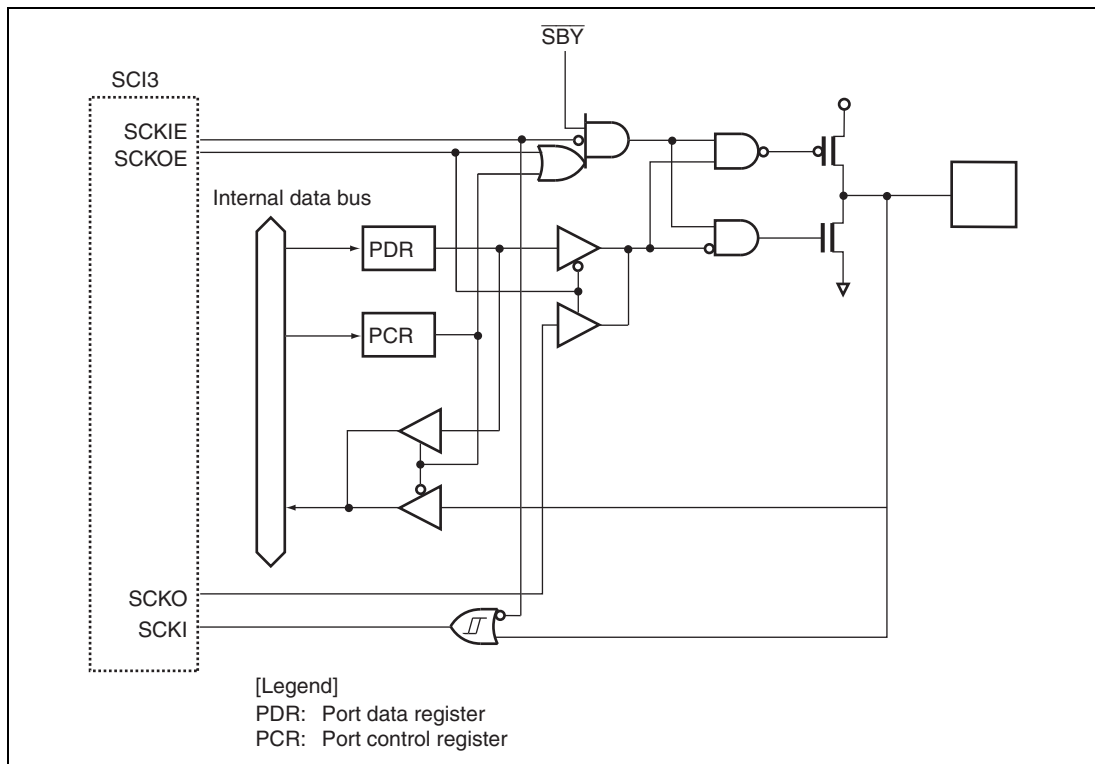 SBY
SCI3
SCKIE
SCKOE
Internal data bus
PDR
PCR
SCKO
SCKI
[Legend]
PDR: Port data register
PCR: Port control register